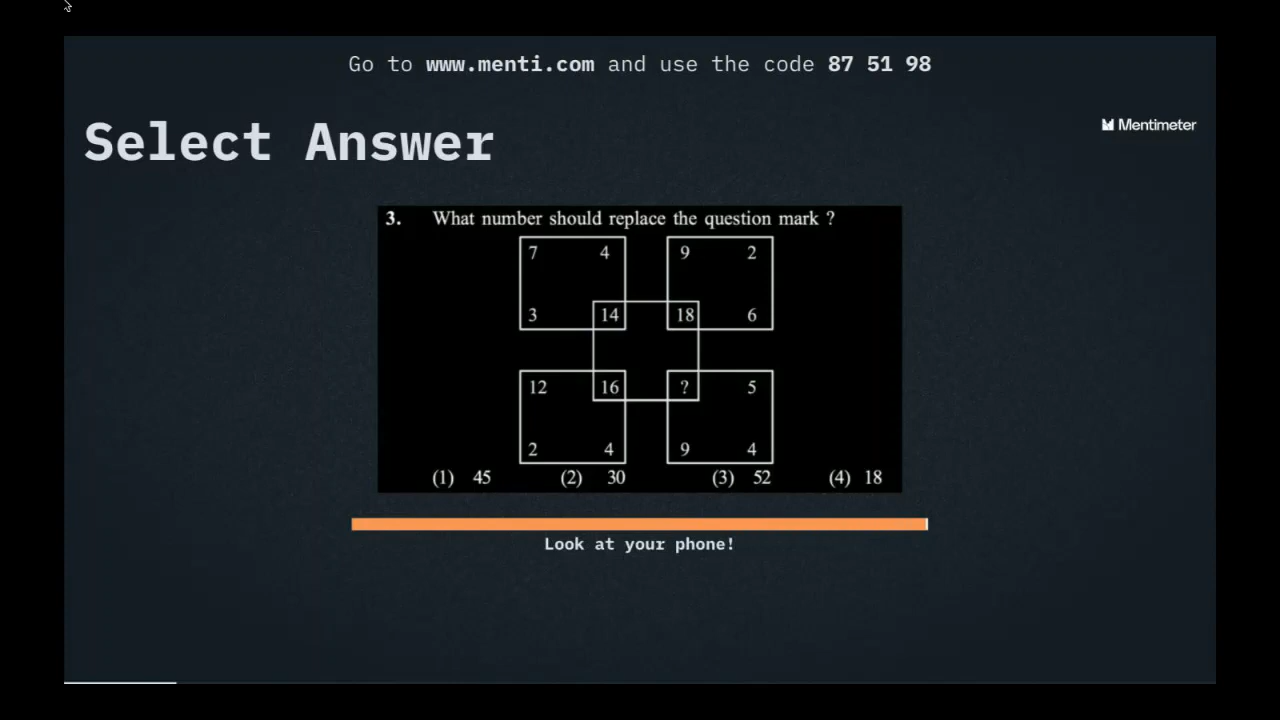 Go to www.menti.com and use the code 87 51 98
Select Answer
Mentimeter
3. What number should replace the question mark ?
7 4 9 2
3 14 18 6
12 16 ? 5
2 4 9 4
(1) 45 (2) 30 (3) 52 (4) 18
Look at your phone!